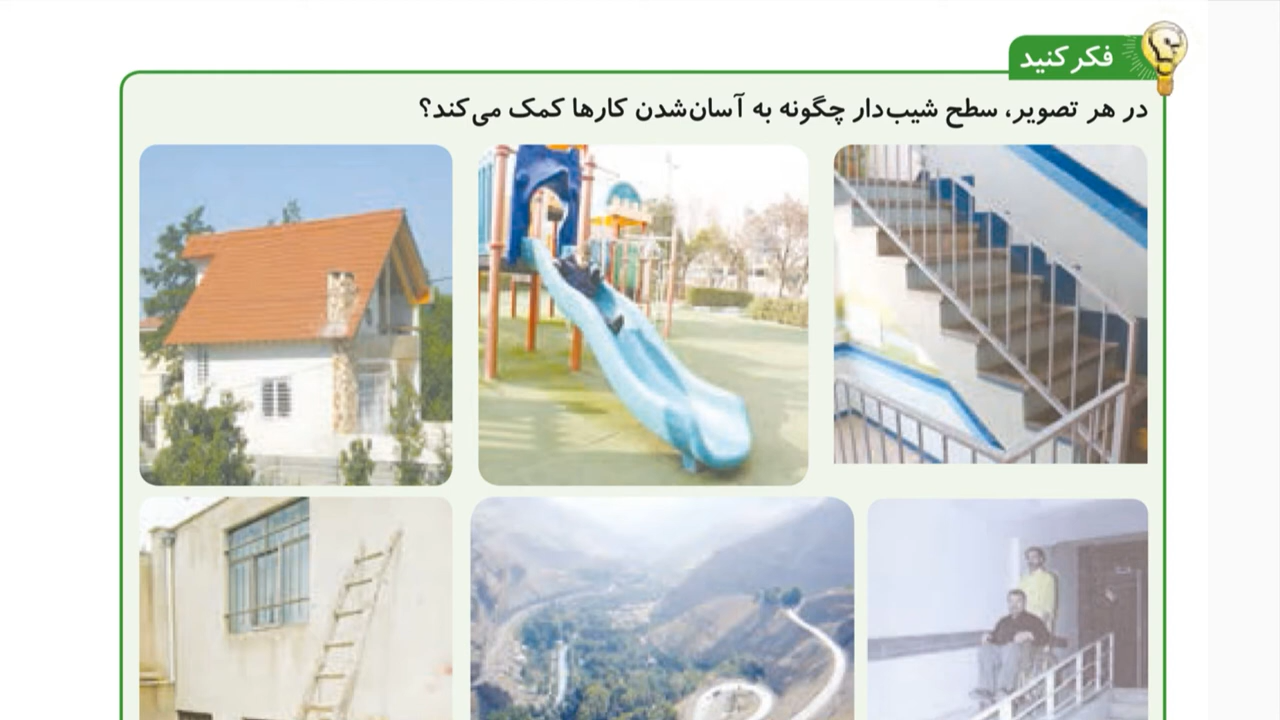 فکر کنید
در هر تصویر، سطح شیب‌دار چگونه به آسان‌شدن کارها کمک می‌کند؟